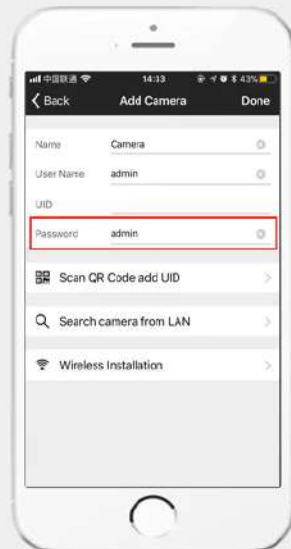 中国联通 14:13 43%
Back Add Camera Done
Name Camera
User Name admin
UID
Password admin
Scan QR Code add UID
Search camera from LAN
Wireless Installation